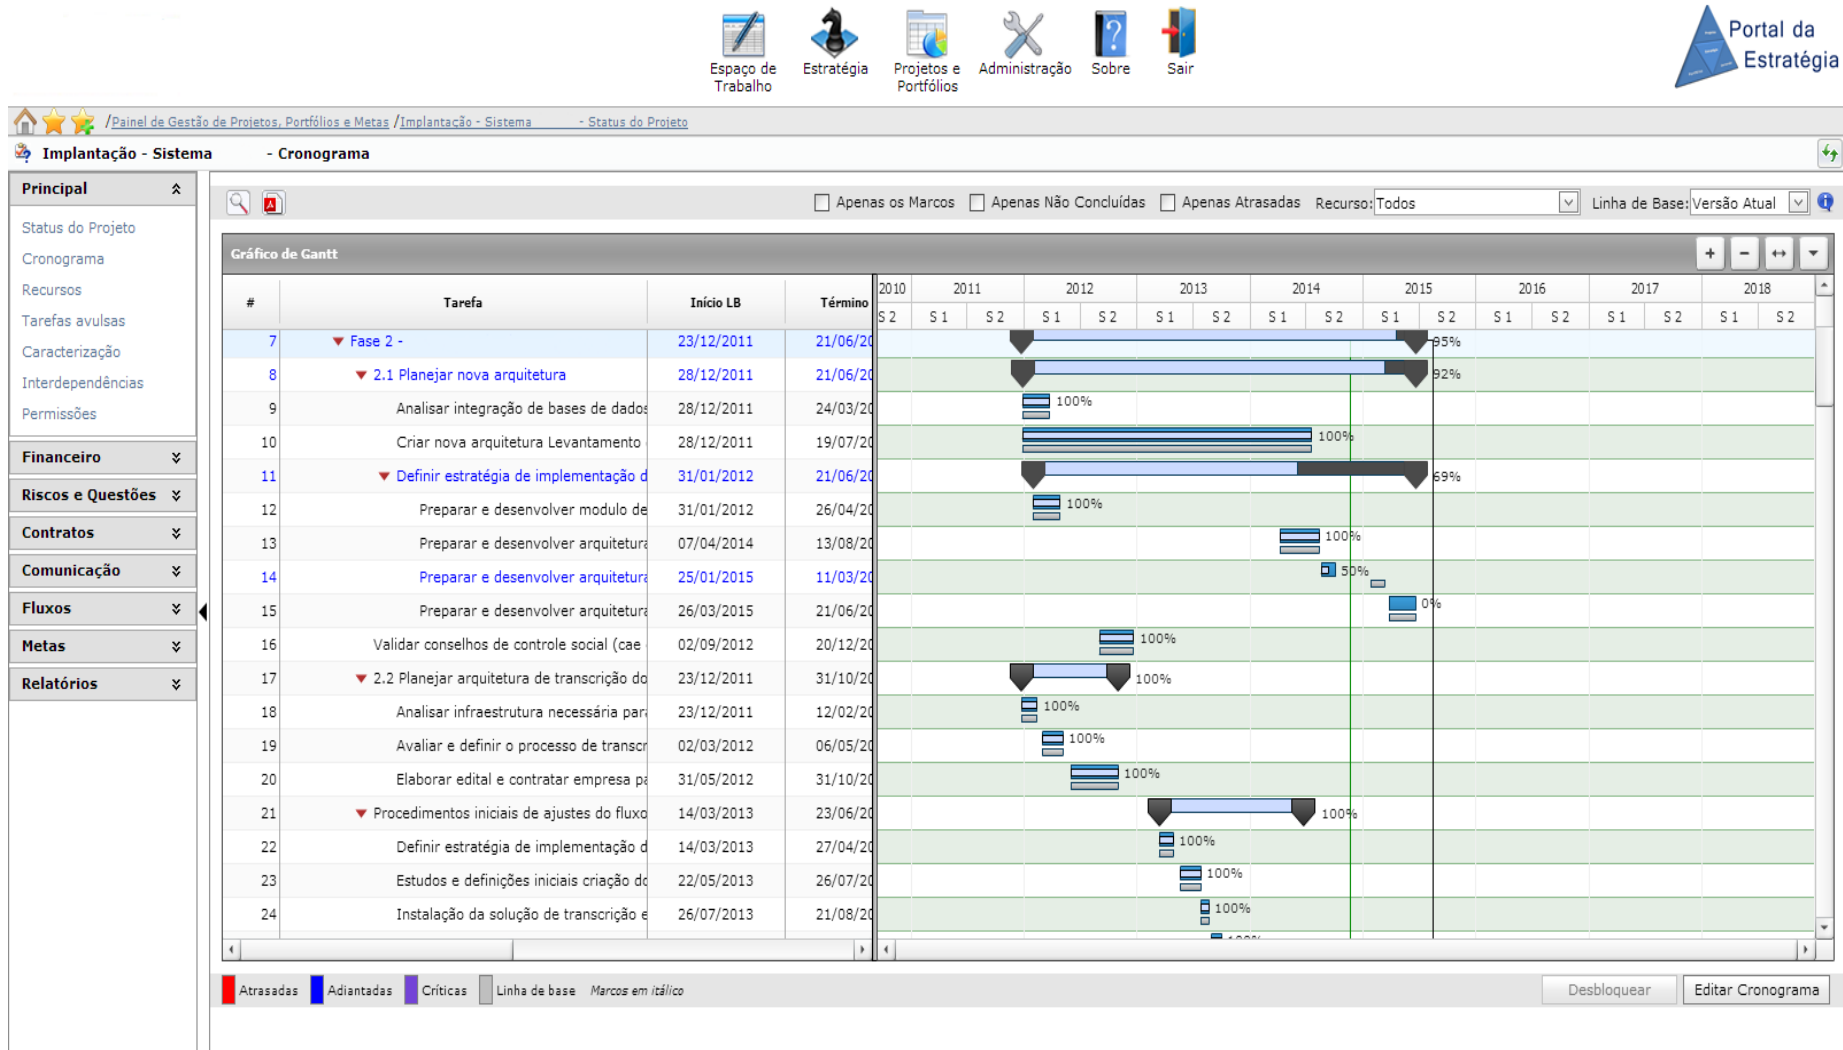 Espaço de Trabalho
Estratégia
Projetos e Portfólios
Administração
Sobre
Sair
Portal da Estratégia
/Painel de Gestão de Projetos, Portfólios e Metas /Implantação - Sistema - Status do Projeto
Implantação - Sistema - Cronograma
Principal
Status do Projeto
Cronograma
Recursos
Tarefas avulsas
Caracterização
Interdependências
Permissões
Financeiro
Riscos e Questões
Contratos
Comunicação
Fluxos
Metas
Relatórios
Apenas os Marcos Apenas Não Concluídas Apenas Atrasadas Recurso: Todos Linha de Base: Versão Atual
Gráfico de Gantt
# Tarefa Início LB Término
2010 2011 2012 2013 2014 2015 2016 2017 2018
S 2 S 1 S 2 S 1 S 2 S 1 S 2 S 1 S 2 S 1 S 2 S 1 S 2 S 1 S 2 S 1 S 2
7 Fase 2 - 23/12/2011 21/06/20 95%
8 2.1 Planejar nova arquitetura 28/12/2011 21/06/20 92%
9 Analisar integração de bases de dados 28/12/2011 24/03/20 100%
10 Criar nova arquitetura Levantamento 28/12/2011 19/07/20 100%
11 Definir estratégia de implementação d 31/01/2012 21/06/20 69%
12 Preparar e desenvolver modulo de 31/01/2012 26/04/20 100%
13 Preparar e desenvolver arquitetura 07/04/2014 13/08/20 100%
14 Preparar e desenvolver arquitetura 25/01/2015 11/03/20 50%
15 Preparar e desenvolver arquitetura 26/03/2015 21/06/20 0%
16 Validar conselhos de controle social (cae 02/09/2012 20/12/20 100%
17 2.2 Planejar arquitetura de transcrição do 23/12/2011 31/10/20 100%
18 Analisar infraestrutura necessária para 23/12/2011 12/02/20 100%
19 Avaliar e definir o processo de transcr 02/03/2012 06/05/20 100%
20 Elaborar edital e contratar empresa pa 31/05/2012 31/10/20 100%
21 Procedimentos iniciais de ajustes do fluxo 14/03/2013 23/06/20 100%
22 Definir estratégia de implementação d 14/03/2013 27/04/20 100%
23 Estudos e definições iniciais criação do 22/05/2013 26/07/20 100%
24 Instalação da solução de transcrição e 26/07/2013 21/08/20 100%
100%
Atrasadas Adiantadas Críticas Linha de base Marcos em itálico
Desbloquear Editar Cronograma